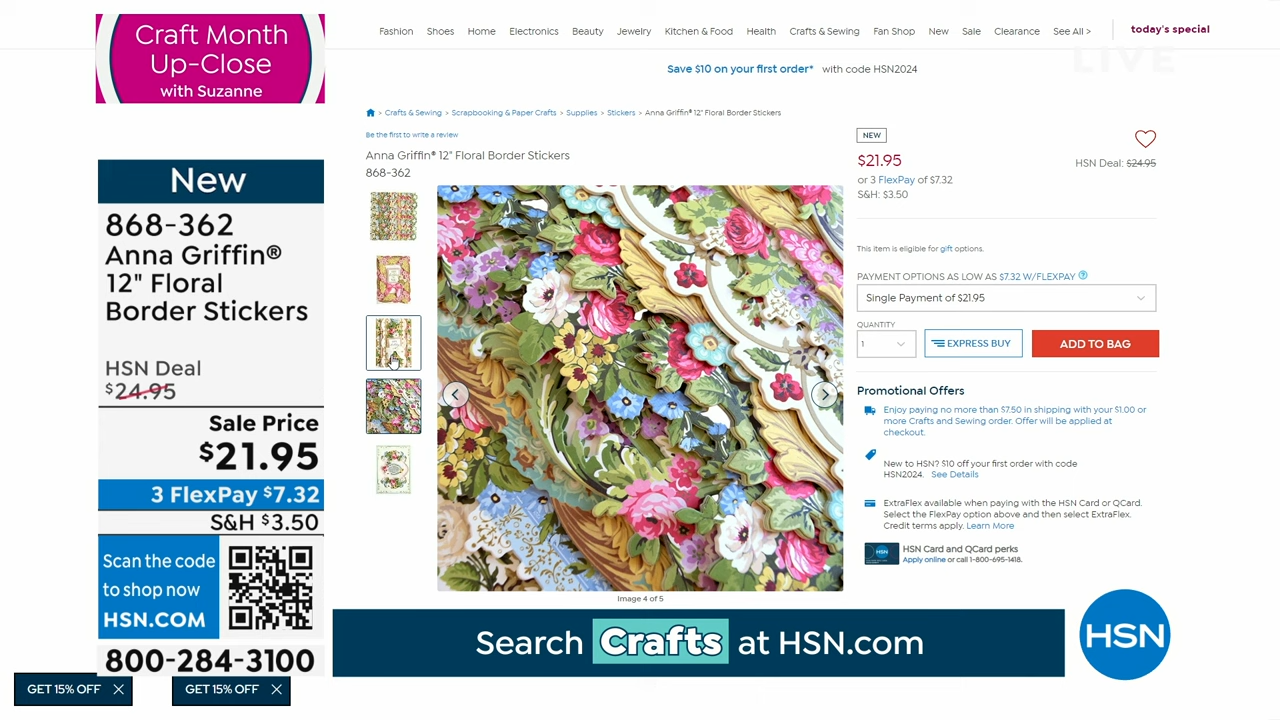 Craft Month
Up-Close
with Suzanne
Fashion Shoes Home Electronics Beauty Jewelry Kitchen & Food Health Crafts & Sewing Fan Shop New Sale Clearance See All > today's special
LIVE
Save $10 on your first order* with code HSN2024
> Crafts & Sewing > Scrapbooking & Paper Crafts > Supplies > Stickers > Anna Griffin® 12" Floral Border Stickers
Be the first to write a review
Anna Griffin® 12" Floral Border Stickers
868-362
NEW
$21.95
HSN Deal: $24.95
or 3 FlexPay of $7.32
S&H: $3.50
This item is eligible for gift options.
PAYMENT OPTIONS AS LOW AS $7.32 W/FLEXPAY ?
Single Payment of $21.95
QUANTITY
1
EXPRESS BUY
ADD TO BAG
Promotional Offers
Enjoy paying no more than $7.50 in shipping with your $1.00 or
more Crafts and Sewing order. Offer will be applied at
checkout.
New to HSN? $10 off your first order with code
HSN2024. See Details
ExtraFlex available when paying with the HSN Card or QCard.
Select the FlexPay option above and then select ExtraFlex.
Credit terms apply. Learn More
HSN
HSN Card and QCard perks
Apply online or call 1-800-695-1418.
Image 4 of 5
New
868-362
Anna Griffin®
12" Floral
Border Stickers
HSN Deal
$24.95
Sale Price
$21.95
3 FlexPay $7.32
S&H $3.50
Scan the code
to shop now
HSN.COM
800-284-3100
Search Crafts at HSN.com
HSN
GET 15% OFF
GET 15% OFF